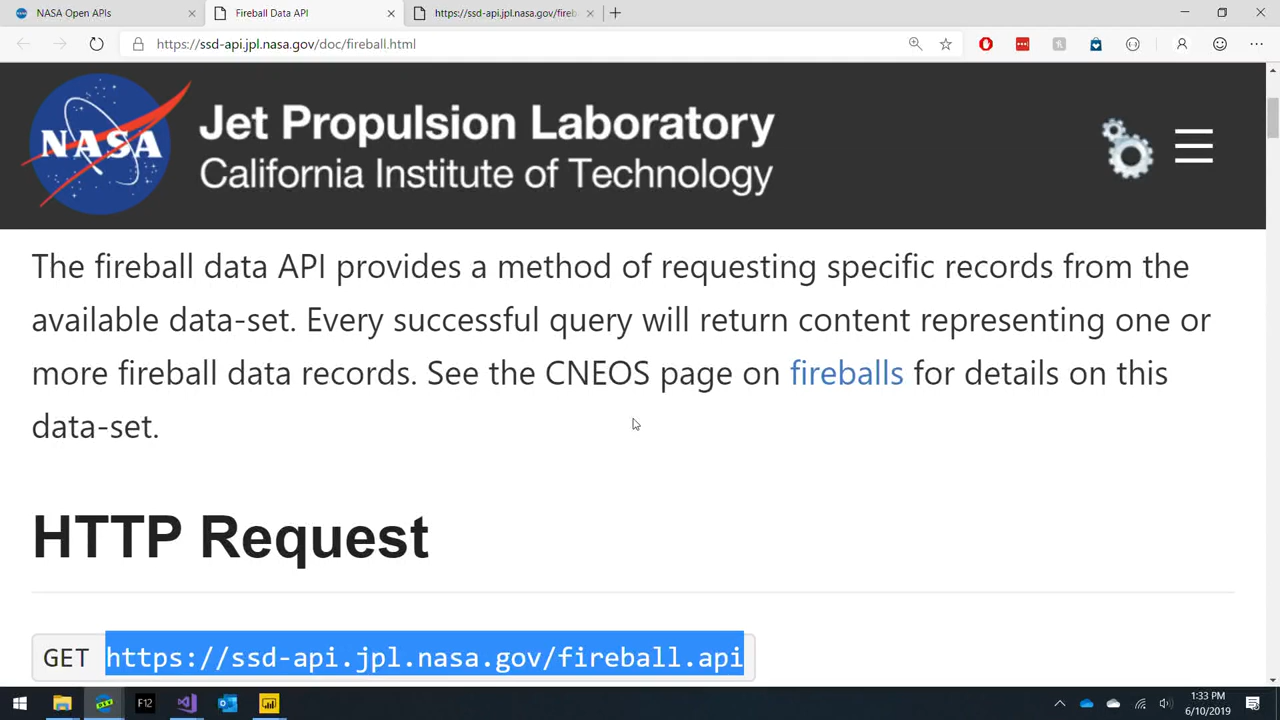 NASA Open APIs
Fireball Data API
https://ssd-api.jpl.nasa.gov/fireb
https://ssd-api.jpl.nasa.gov/doc/fireball.html
NASA
Jet Propulsion Laboratory
California Institute of Technology
The fireball data API provides a method of requesting specific records from the
available data-set. Every successful query will return content representing one or
more fireball data records. See the CNEOS page on fireballs for details on this
data-set.
HTTP Request
GET https://ssd-api.jpl.nasa.gov/fireball.api
F12
1:33 PM
6/10/2019